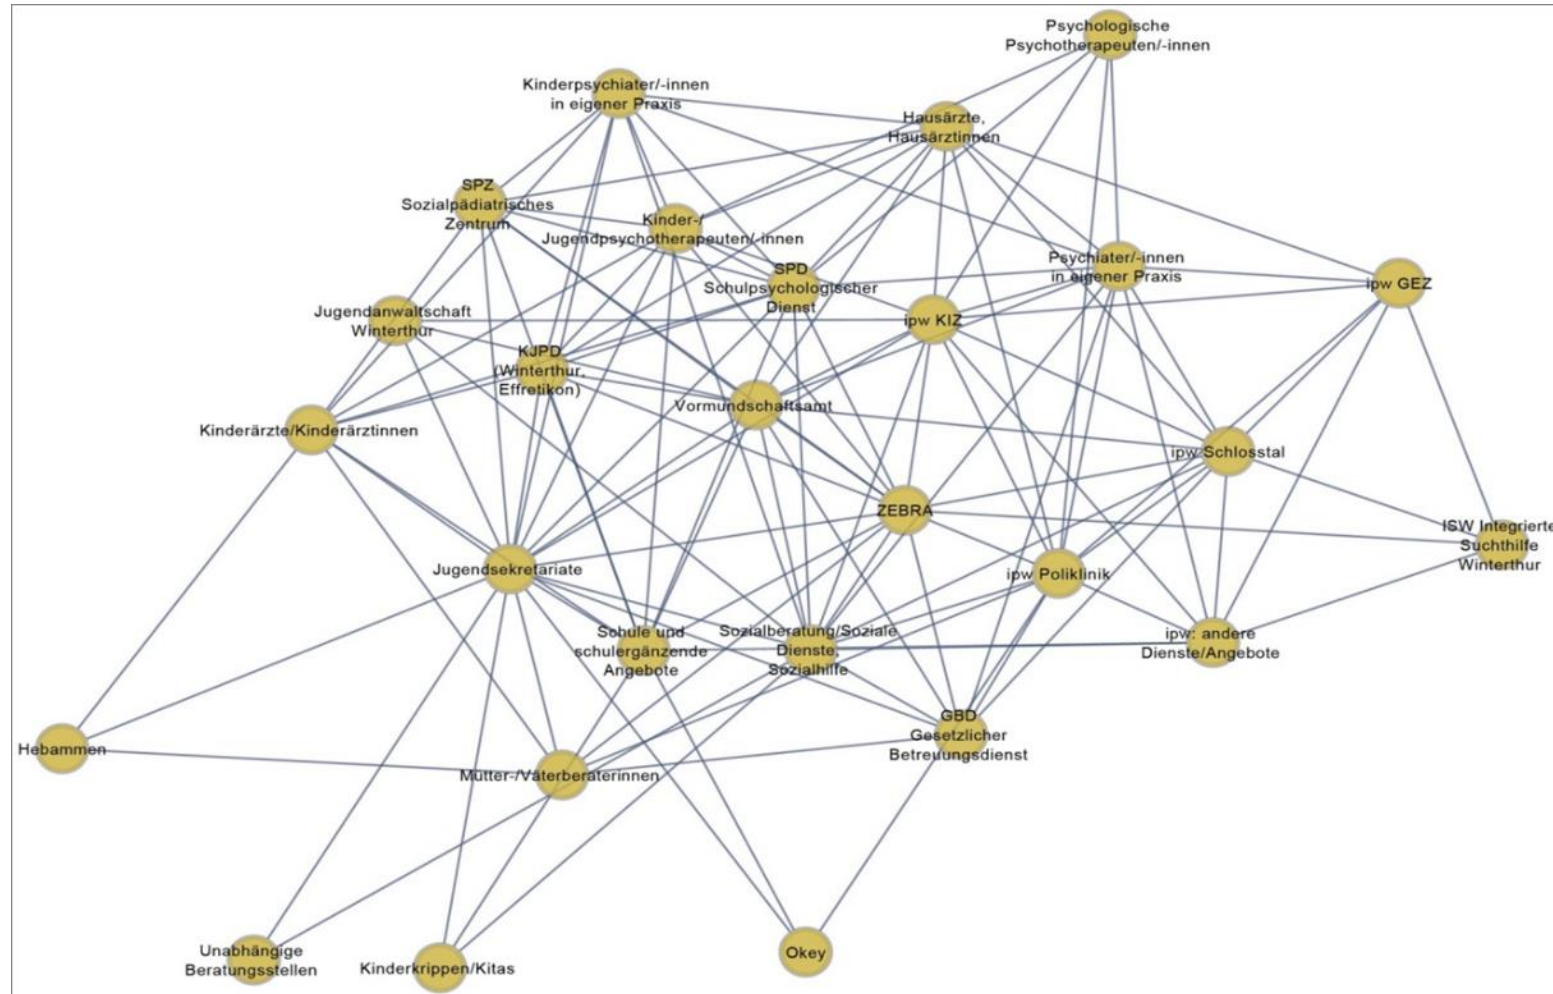 Psychologische
Psychotherapeuten/-innen
Kinderpsychiater/-innen
in eigener Praxis
Hausärzte,
Hausärztinnen
SPZ
Sozialpädiatrisches
Zentrum
Kinder-/
Jugendpsychotherapeuten/-innen
Psychiater/-innen
in eigener Praxis
SPD
Schulpsychologischer
Dienst
ipw GEZ
Jugendanwaltschaft
Winterthur
ipw KIZ
KJPD
(Winterthur,
Effretikon)
Vormundschaftsamt
Kinderärzte/Kinderärztinnen
ipw Schlosstal
ZEBRA
ISW Integrierte
Suchthilfe
Winterthur
Jugendsekretariate
ipw Poliklinik
Schule und
schulergänzende
Angebote
Sozialberatung/Soziale
Dienste,
Sozialhilfe
ipw: andere
Dienste/Angebote
GBD
Gesetzlicher
Betreuungsdienst
Hebammen
Mütter-/Väterberaterinnen
Unabhängige
Beratungsstellen
Kinderkrippen/Kitas
Okey